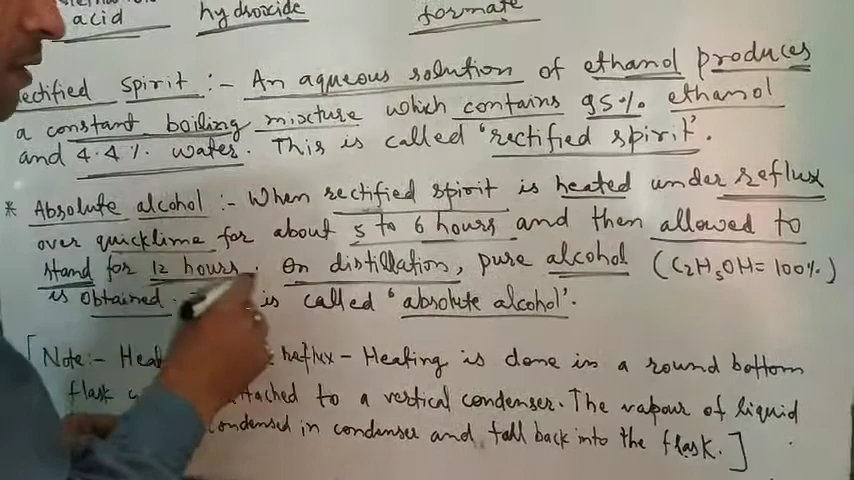 acid hydroxide formate
Spirit :- An aqueous solution of ethanol produces
a constant boiling mixture which contains 95% ethanol
and 4.4% water. This is called 'rectified spirit'.
* Absolute alcohol :- When rectified spirit is heated under reflux
over quicklime for about 5 to 6 hours and then allowed to
stand for 12 hours. On distillation, pure alcohol (C₂H₅OH = 100%)
is obtained. is called 'absolute alcohol'.
[Note:- reflux - Heating is done in a round bottom
flask to a vertical condenser. The vapour of liquid
condensed in condenser and fall back into the flask.]